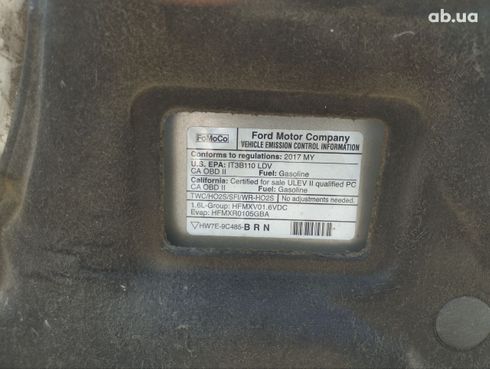 ab.ua
FoMoCo
Ford Motor Company
VEHICLE EMISSION CONTROL INFORMATION
Conforms to regulations: 2017 MY
U.S. EPA: IT3B110 LDV
CA OBD II Fuel: Gasoline
California: Certified for sale ULEV II qualified PC
CA OBD II Fuel: Gasoline
TWC/HO2S/SFI/WR-HO2S No adjustments needed.
1.6L-Group: HFMXV01.6VDC
Evap: HFMXR0105GBA
HW7E-9C485-BRN